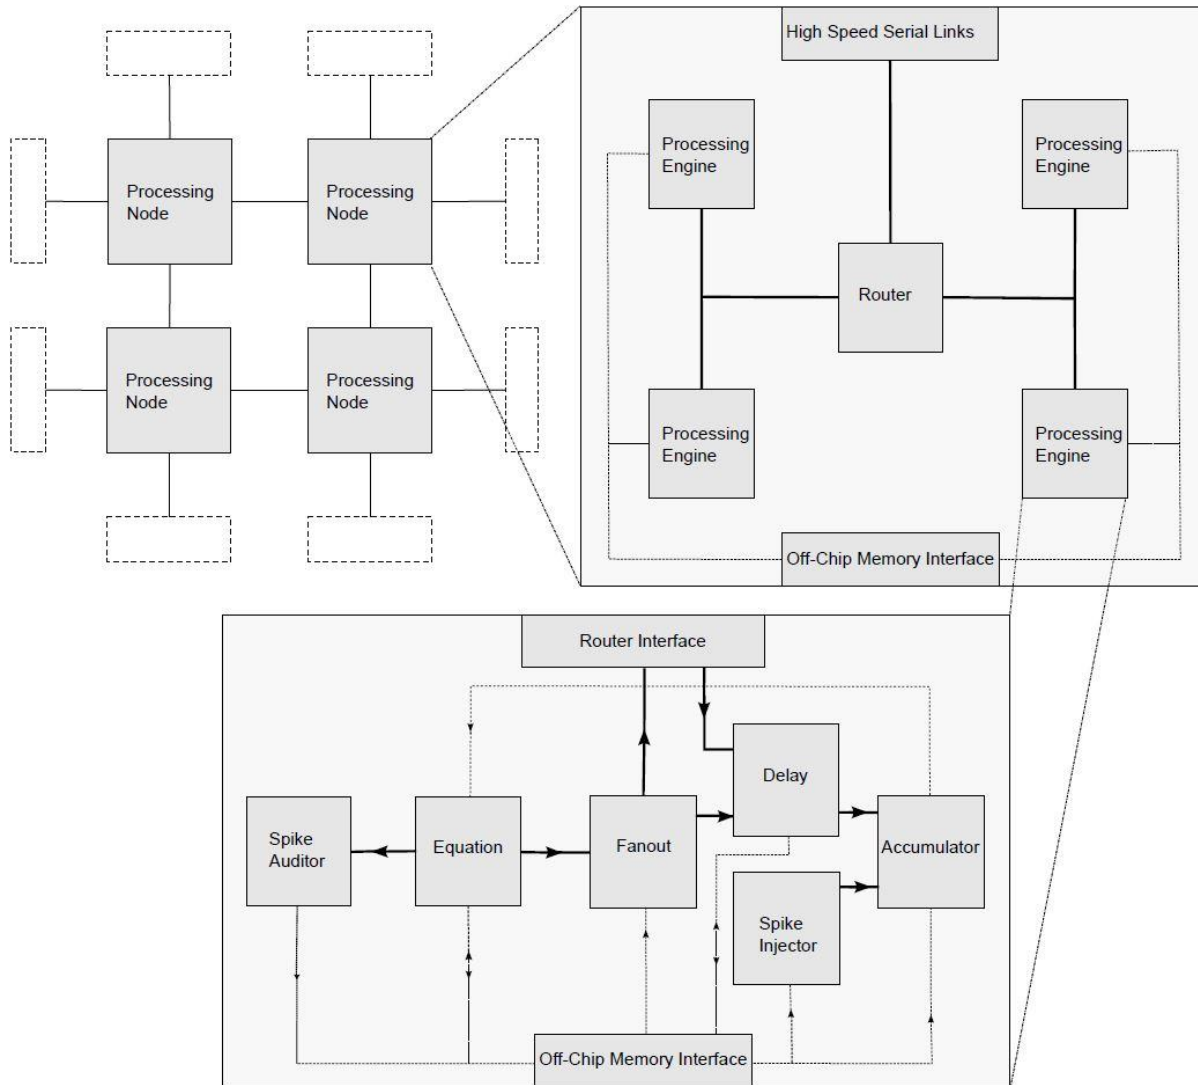 High Speed Serial Links
Processing
Node
Processing
Node
Processing
Node
Processing
Node
Processing
Engine
Processing
Engine
Router
Processing
Engine
Processing
Engine
Off-Chip Memory Interface
Router Interface
Delay
Spike
Auditor
Equation
Fanout
Accumulator
Spike
Injector
Off-Chip Memory Interface